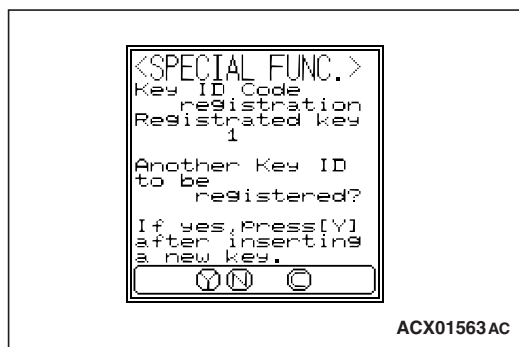 <SPECIAL FUNC.>
Key ID Code
registration
Registrated key
1
Another Key ID
to be
registered?
If yes,Press[Y]
after inserting
a new key.
Y N C
ACX01563AC